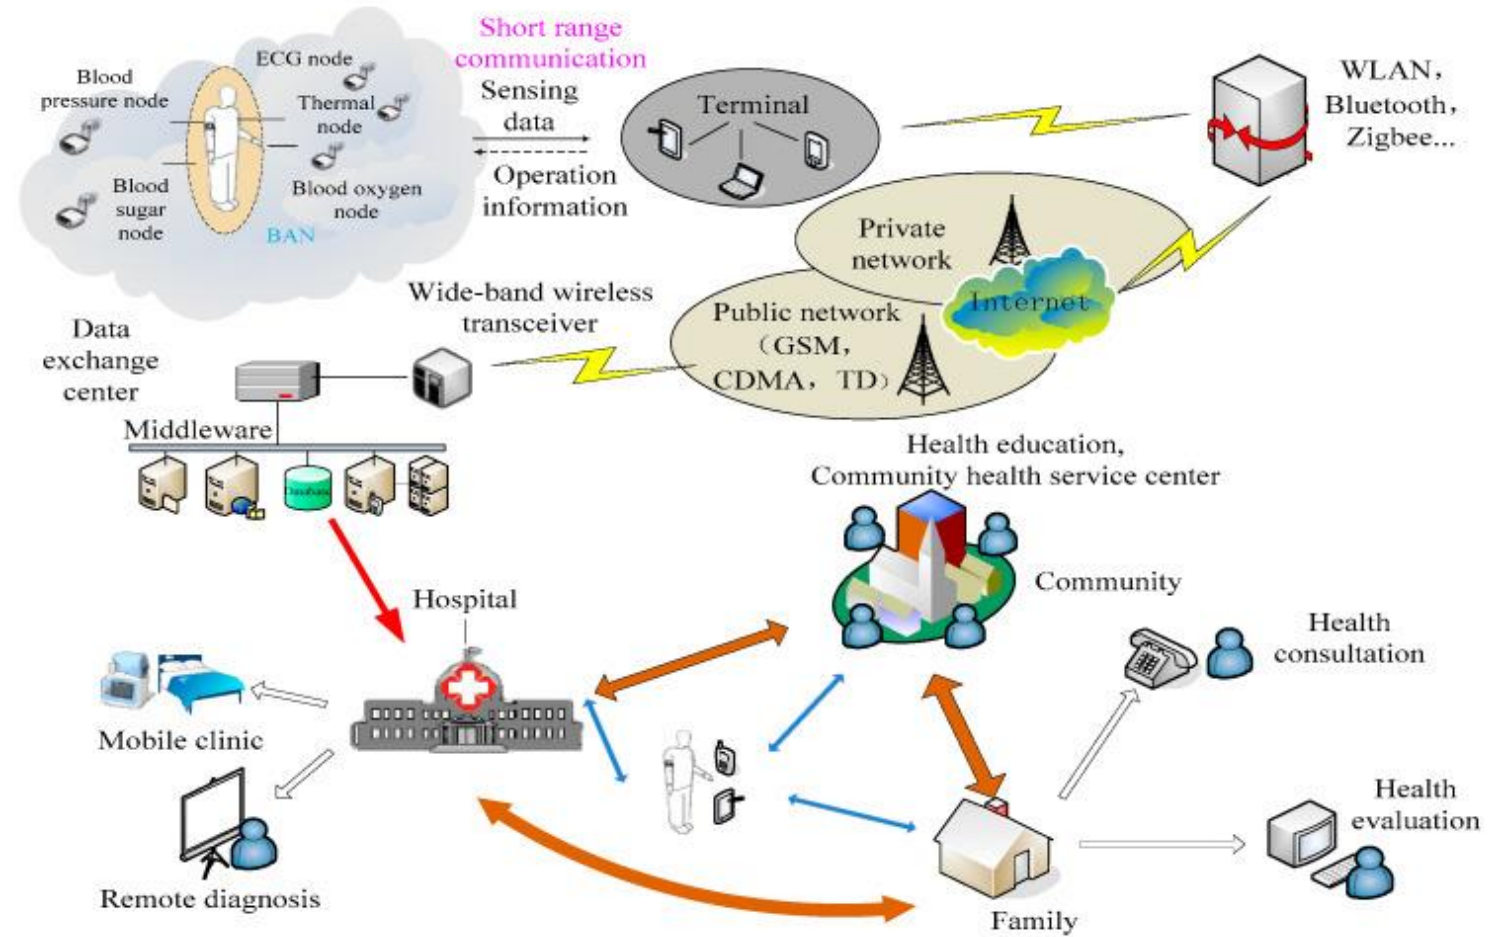 Short range
communication
ECG node
Blood
pressure node
Thermal
node
Sensing
data
Terminal
WLAN，
Bluetooth，
Zigbee...
Blood
sugar
node
Blood oxygen
node
BAN
Operation
information
Private
network
Internet
Public network
（GSM，
CDMA，TD）
Wide-band wireless
transceiver
Data
exchange
center
Middleware
Database
Health education,
Community health service center
Community
Hospital
Health
consultation
Mobile clinic
Health
evaluation
Remote diagnosis
Family